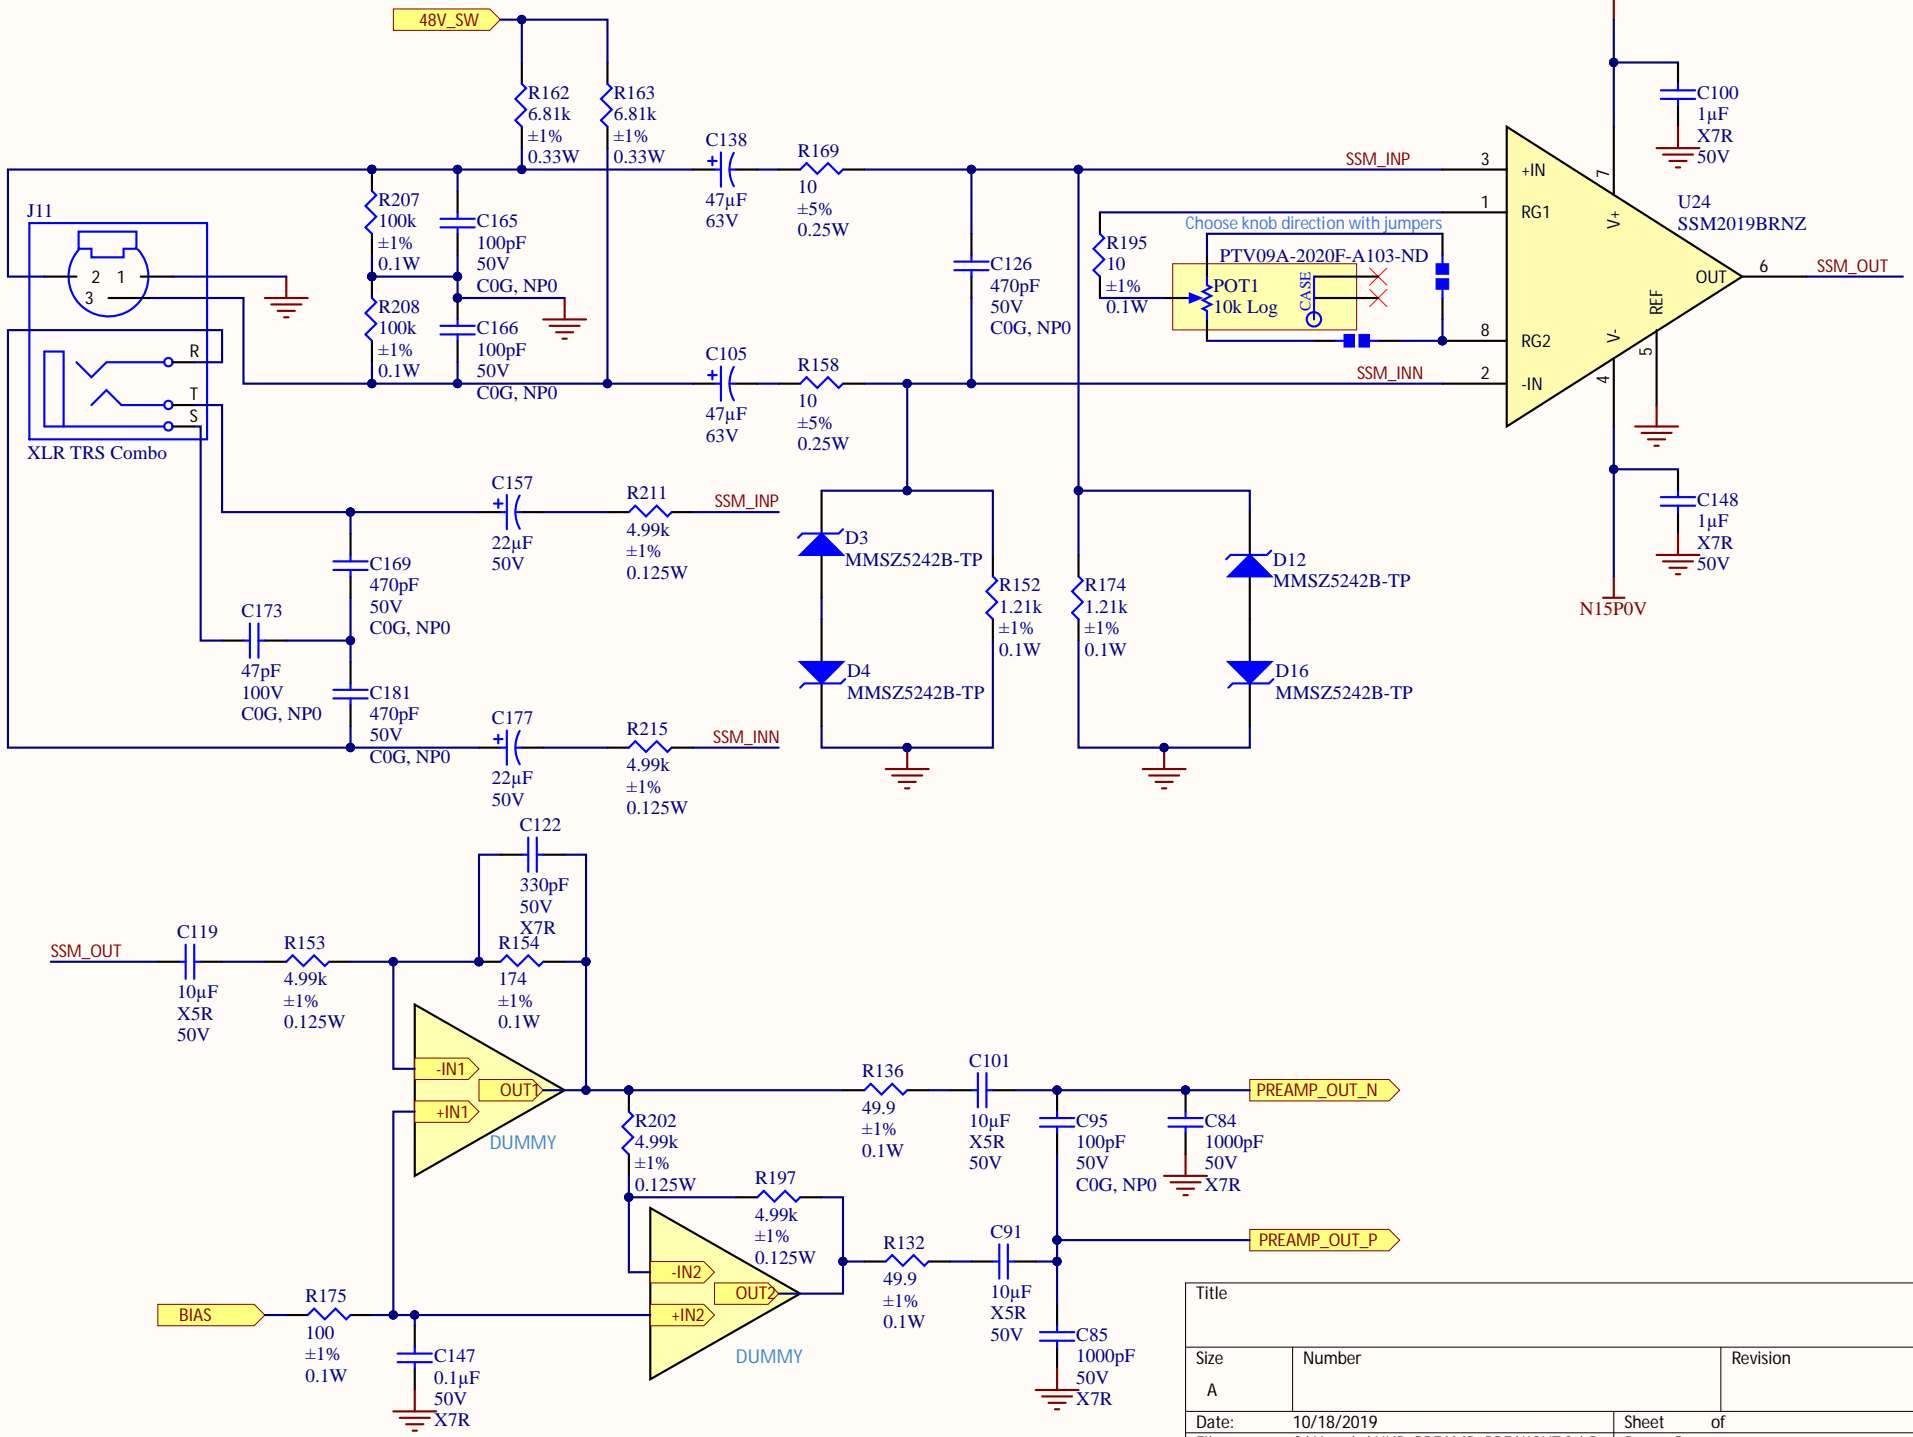 48V_SW
R162
6.81k
±1%
0.33W
R163
6.81k
±1%
0.33W
C138
47µF
63V
R169
10
±5%
0.25W
SSM_INP
3
+IN
1
RG1
8
RG2
2
-IN
7
V+
V-
4
REF
5
OUT
6
SSM_OUT
U24
SSM2019BRNZ
C100
1µF
X7R
50V
J11
2
1
3
R
T
S
XLR TRS Combo
R207
100k
±1%
0.1W
C165
100pF
50V
C0G, NP0
R208
100k
±1%
0.1W
C166
100pF
50V
C0G, NP0
C105
47µF
63V
R158
10
±5%
0.25W
C126
470pF
50V
C0G, NP0
Choose knob direction with jumpers
R195
10
±1%
0.1W
PTV09A-2020F-A103-ND
POT1
10k Log
CASE
SSM_INN
C148
1µF
X7R
50V
N15P0V
C157
22µF
50V
R211
4.99k
±1%
0.125W
SSM_INP
C169
470pF
50V
C0G, NP0
C173
47pF
100V
C0G, NP0
C181
470pF
50V
C0G, NP0
C177
22µF
50V
R215
4.99k
±1%
0.125W
SSM_INN
D3
MMSZ5242B-TP
D4
MMSZ5242B-TP
R152
1.21k
±1%
0.1W
R174
1.21k
±1%
0.1W
D12
MMSZ5242B-TP
D16
MMSZ5242B-TP
C122
330pF
50V
X7R
SSM_OUT
C119
10µF
X5R
50V
R153
4.99k
±1%
0.125W
R154
174
±1%
0.1W
-IN1
+IN1
OUT1
DUMMY
R202
4.99k
±1%
0.125W
R197
4.99k
±1%
0.125W
-IN2
+IN2
OUT2
DUMMY
R136
49.9
±1%
0.1W
C101
10µF
X5R
50V
C95
100pF
50V
C0G, NP0
C84
1000pF
50V
X7R
PREAMP_OUT_N
R132
49.9
±1%
0.1W
C91
10µF
X5R
50V
PREAMP_OUT_P
C85
1000pF
50V
X7R
BIAS
R175
100
±1%
0.1W
C147
0.1µF
50V
X7R
Title
Size
Number
Revision
A
Date:
10/18/2019
Sheet of